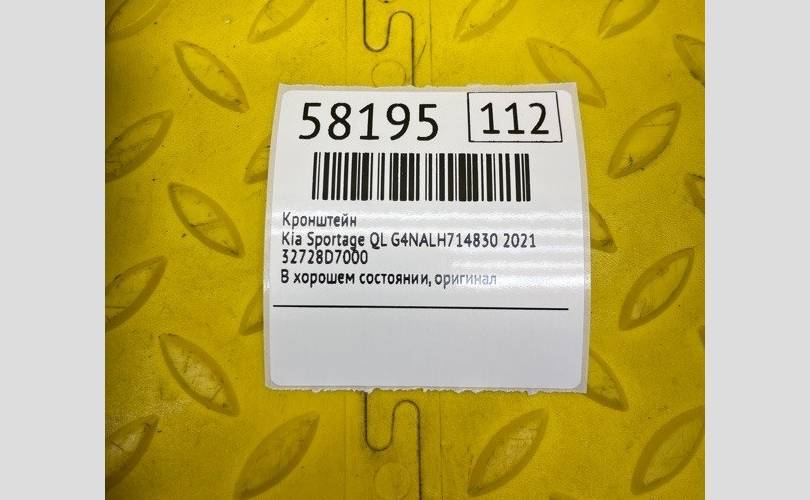 58195 112
Кронштейн
Kia Sportage QL G4NALH714830 2021
32728D7000
В хорошем состоянии, оригинал